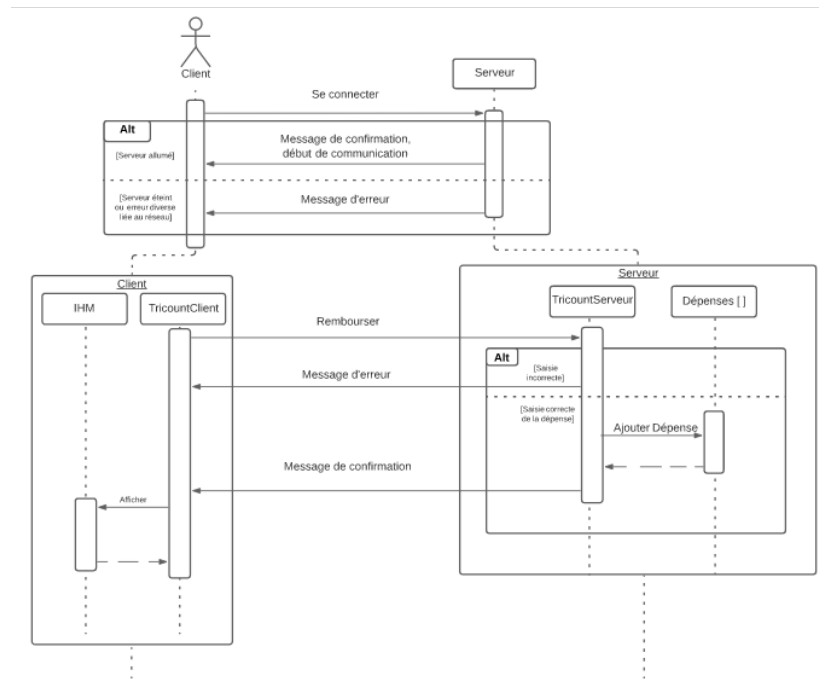 Client
Serveur
Se connecter
Alt
[Serveur allumé]
Message de confirmation,
début de communication
[Serveur éteint
ou erreur diverse
liée au réseau]
Message d'erreur
Client
IHM
TricountClient
Serveur
TricountServeur
Dépenses [ ]
Rembourser
Alt
[Saisie
incorrecte]
Message d'erreur
[Saisie correcte
de la dépense]
Ajouter Dépense
Message de confirmation
Afficher